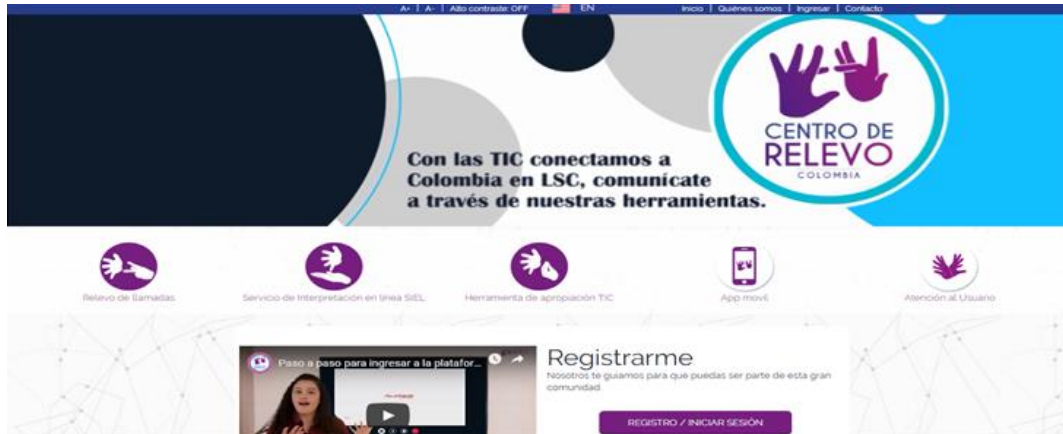 A+ | A- | Alto contraste: OFF EN Inicio | Quiénes somos | Ingresar | Contacto
CENTRO DE
RELEVO
COLOMBIA
Con las TIC conectamos a
Colombia en LSC, comunícate
a través de nuestras herramientas.
Relevo de llamadas Servicio de Interpretación en línea SIEL Herramienta de apropiación TIC App movil Atención al Usuario
Paso a paso para ingresar a la platafor...
Registrarme
Nosotros te guiamos para que puedas ser parte de esta gran
comunidad.
REGISTRO / INICIAR SESIÓN